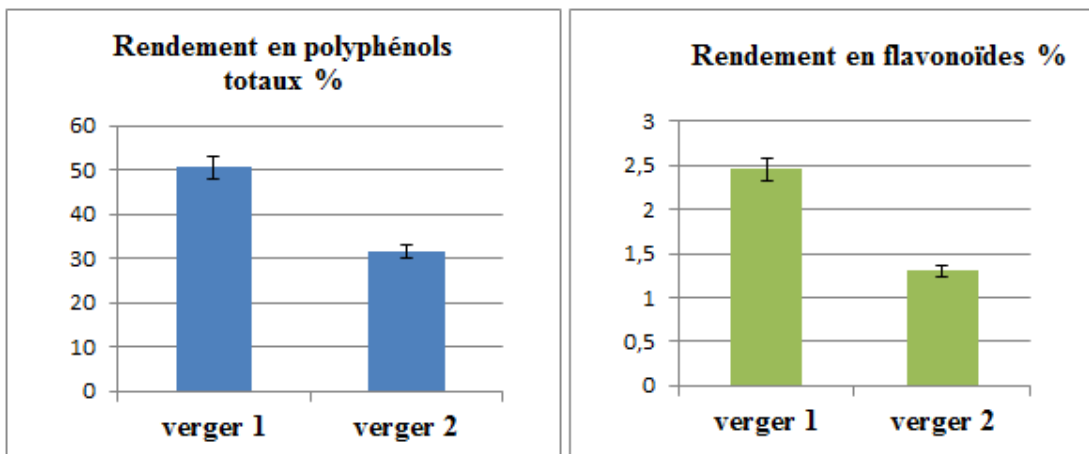 Rendement en polyphénols
totaux %
60
50
40
30
20
10
0
verger 1 verger 2
Rendement en flavonoïdes %
3
2,5
2
1,5
1
0,5
0
verger 1 verger 2